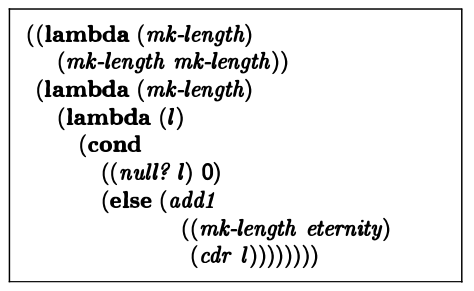 ((lambda (mk-length)
(mk-length mk-length))
(lambda (mk-length)
(lambda (l)
(cond
((null? l) 0)
(else (add1
((mk-length eternity)
(cdr l))))))))